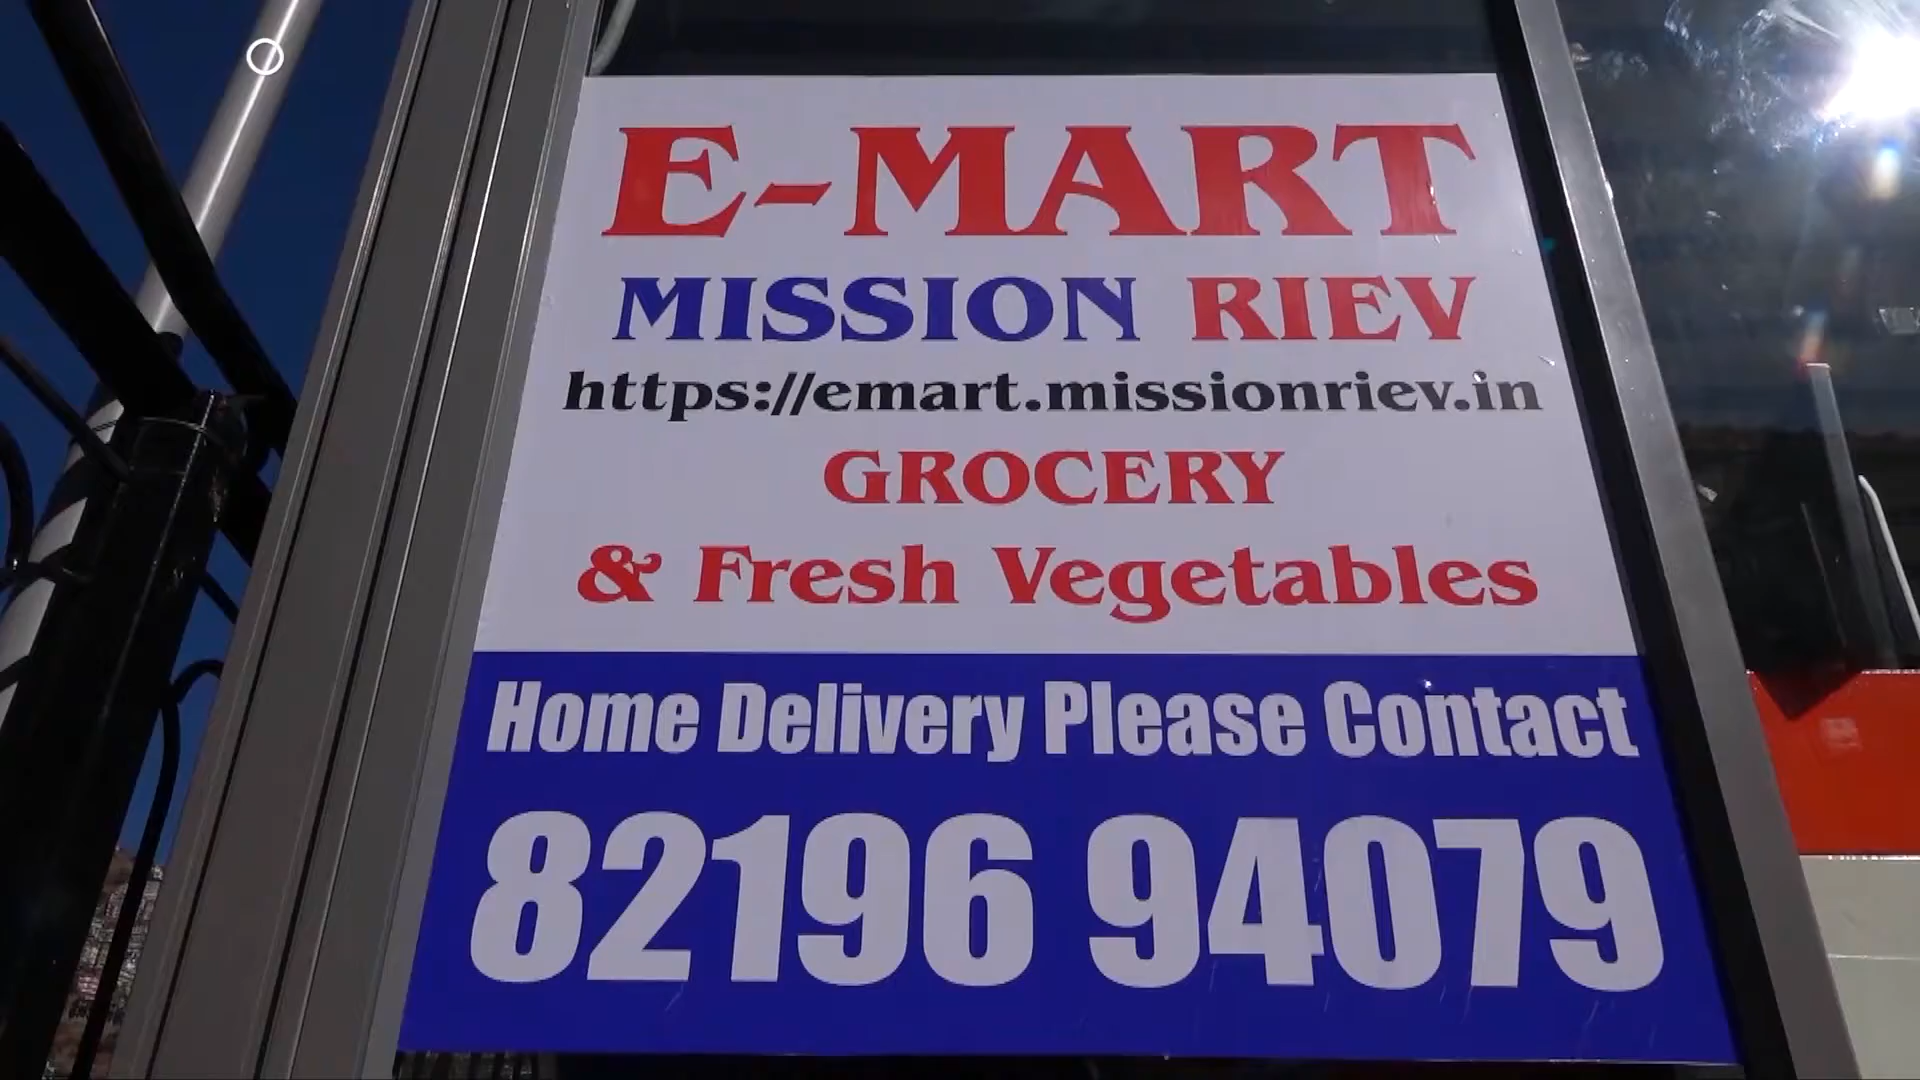 E-MART
MISSION RIEV
https://emart.missionriev.in
GROCERY
& Fresh Vegetables
Home Delivery Please Contact
82196 94079